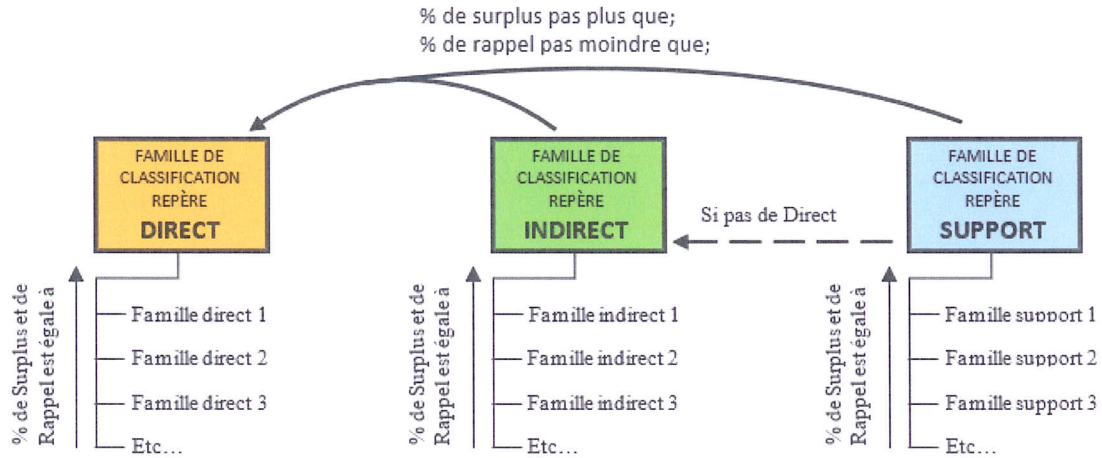 % de surplus pas plus que;
% de rappel pas moindre que;
FAMILLE DE
CLASSIFICATION
REPÈRE
DIRECT
FAMILLE DE
CLASSIFICATION
REPÈRE
INDIRECT
Si pas de Direct
FAMILLE DE
CLASSIFICATION
REPÈRE
SUPPORT
% de Surplus et de
Rappel est égale à
Famille direct 1
Famille direct 2
Famille direct 3
Etc…
% de Surplus et de
Rappel est égale à
Famille indirect 1
Famille indirect 2
Famille indirect 3
Etc…
% de Surplus et de
Rappel est égale à
Famille support 1
Famille support 2
Famille support 3
Etc…